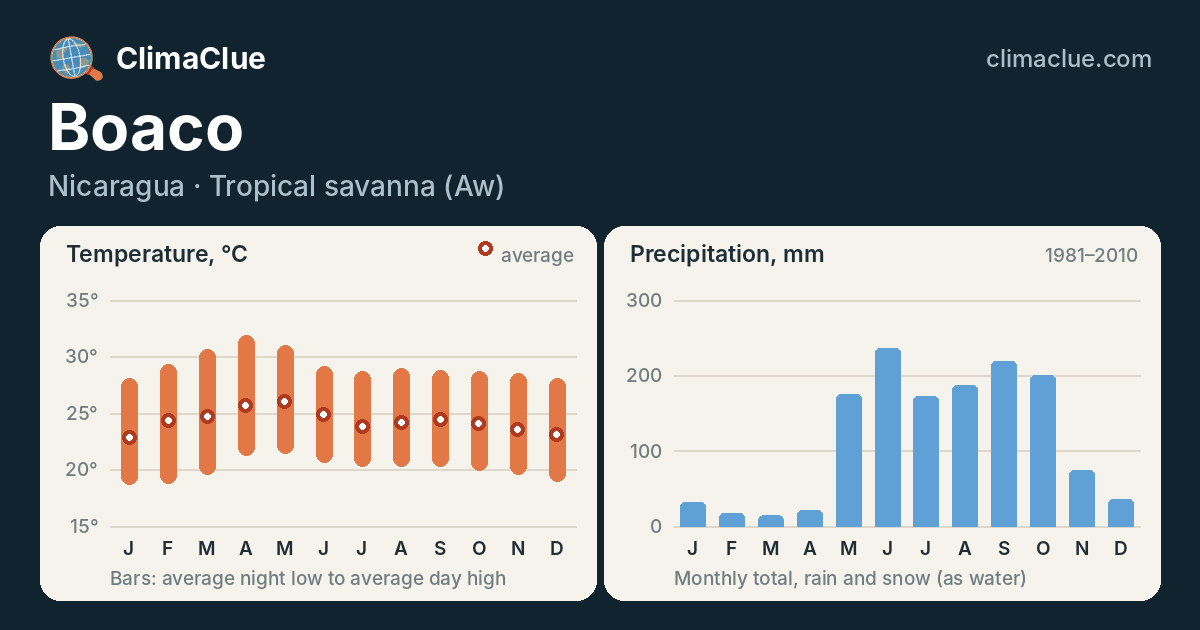 ClimaClue
climaclue.com
Boaco
Nicaragua · Tropical savanna (Aw)
Temperature, °C
average
35°
30°
25°
20°
15°
J F M A M J J A S O N D
Bars: average night low to average day high
Precipitation, mm
1981–2010
300
200
100
0
J F M A M J J A S O N D
Monthly total, rain and snow (as water)